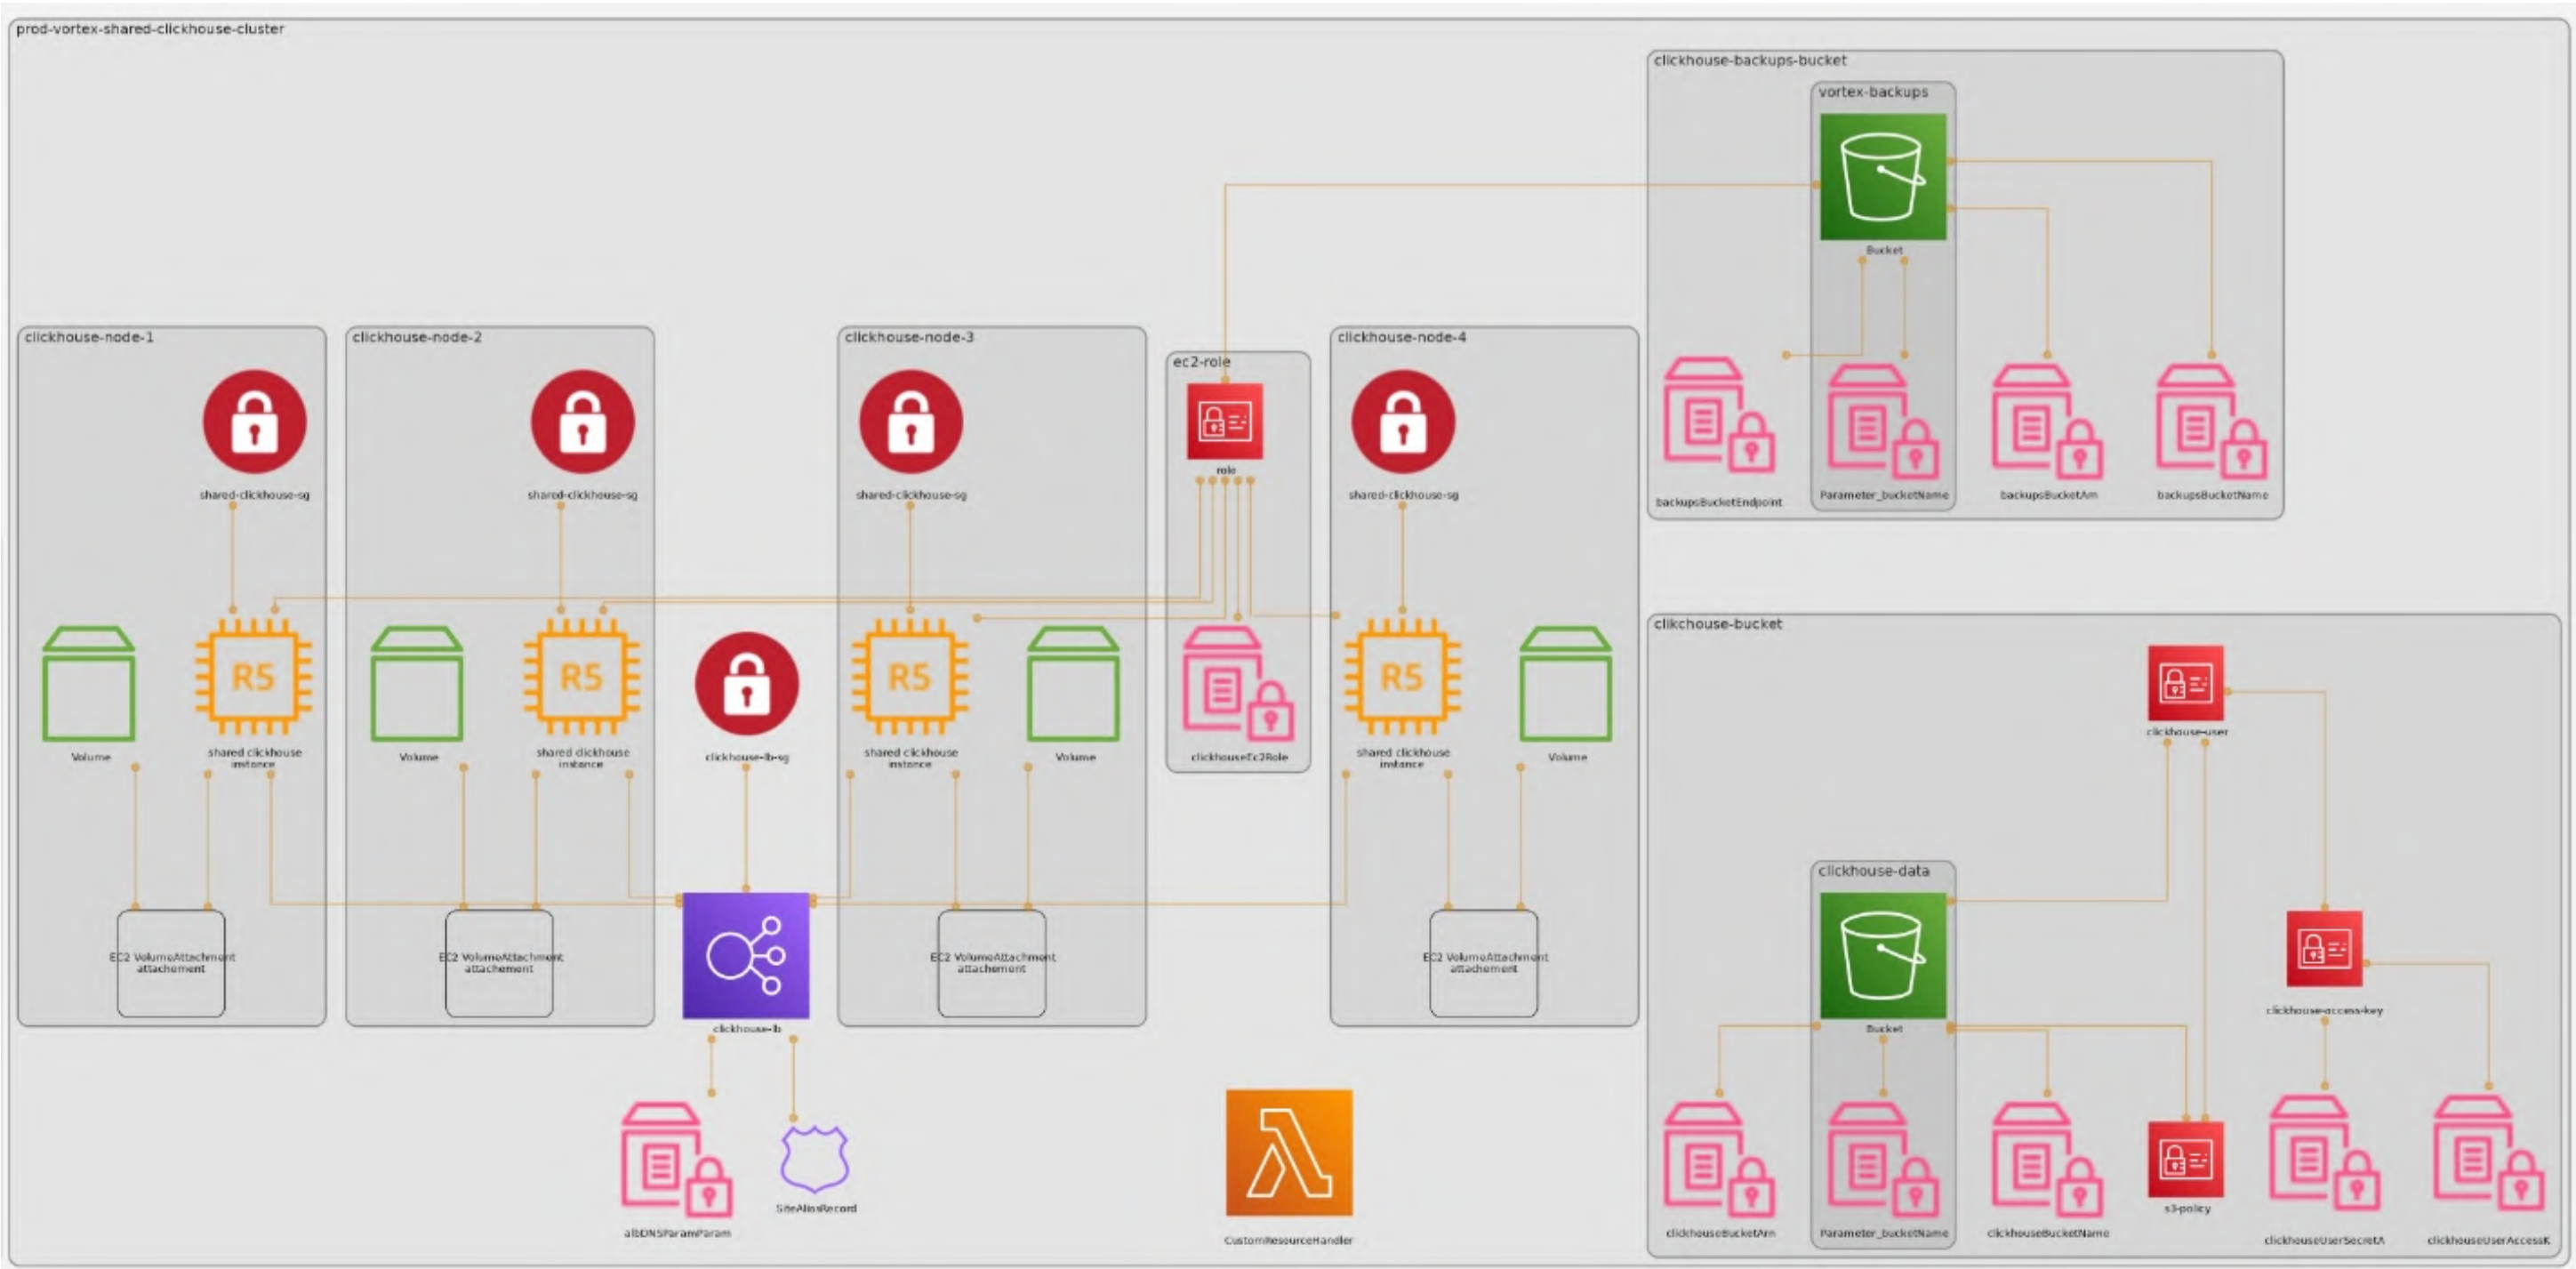 prod-vortex-shared-clickhouse-cluster
clickhouse-backups-bucket
vortex-backups
Bucket
backupsBucketEndpoint
Parameter_bucketName
backupsBucketArn
backupsBucketName
clickhouse-node-1
shared-clickhouse-sg
Volume
R5
shared clickhouse
instance
EC2 VolumeAttachment
attachement
clickhouse-node-2
shared-clickhouse-sg
Volume
R5
shared clickhouse
instance
EC2 VolumeAttachment
attachement
clickhouse-lb-sg
clickhouse-lb
albDNSParamParam
SiteAliasRecord
clickhouse-node-3
shared-clickhouse-sg
R5
shared clickhouse
instance
Volume
EC2 VolumeAttachment
attachement
ec2-role
role
clickhouseEc2Role
clickhouse-node-4
shared-clickhouse-sg
R5
shared clickhouse
instance
Volume
EC2 VolumeAttachment
attachement
CustomResourceHandler
clikchouse-bucket
clickhouse-user
clickhouse-data
Bucket
clickhouse-access-key
clickhouseBucketArn
Parameter_bucketName
clickhouseBucketName
s3-policy
clickhouseUserSecretA
clickhouseUserAccessK